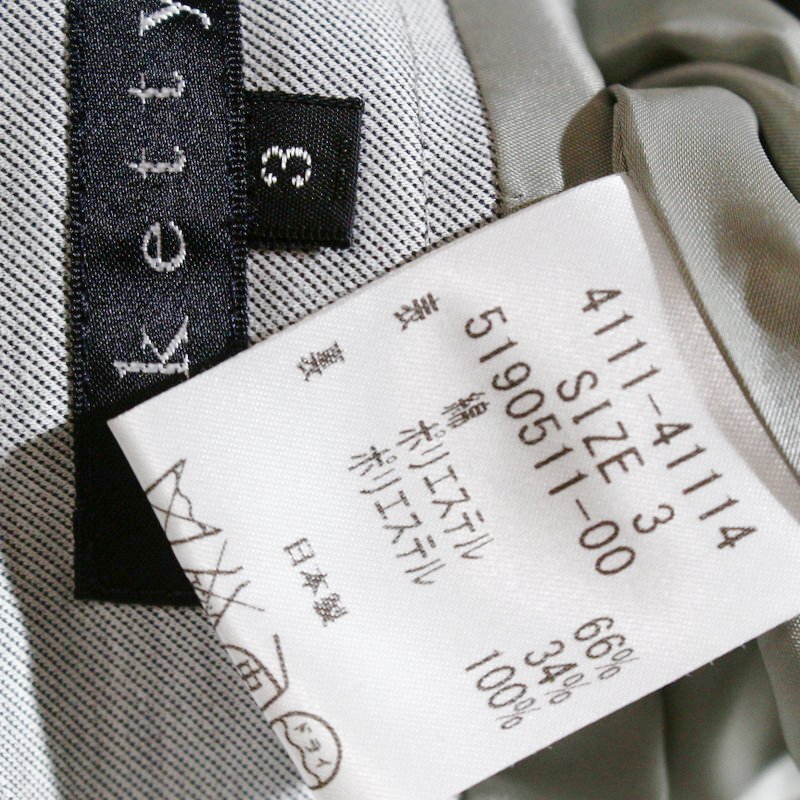 ketty
3
4111-41114
SIZE 3
5190511-00
表 綿 66%
ポリエステル 34%
裏 ポリエステル 100%
日本製
中
ドライ